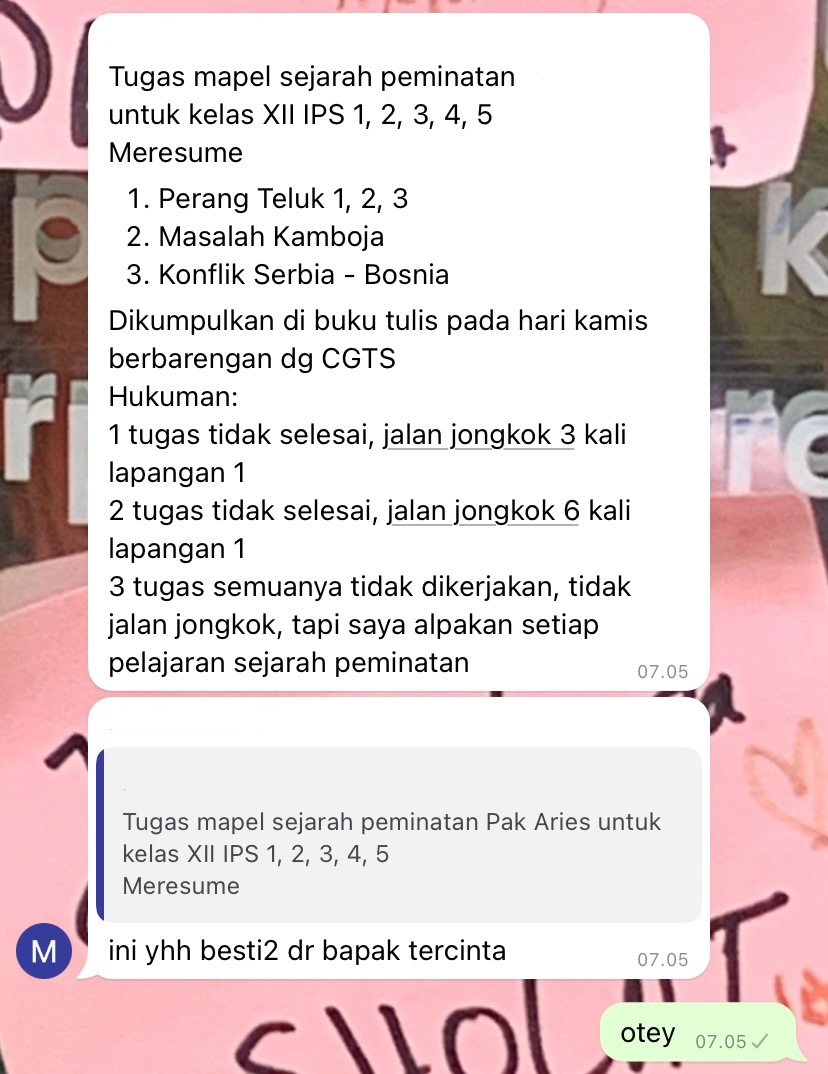 Tugas mapel sejarah peminatan
untuk kelas XII IPS 1, 2, 3, 4, 5
Meresume
1. Perang Teluk 1, 2, 3
2. Masalah Kamboja
3. Konflik Serbia - Bosnia
Dikumpulkan di buku tulis pada hari kamis
berbarengan dg CGTS
Hukuman:
1 tugas tidak selesai, jalan jongkok 3 kali
lapangan 1
2 tugas tidak selesai, jalan jongkok 6 kali
lapangan 1
3 tugas semuanya tidak dikerjakan, tidak
jalan jongkok, tapi saya alpakan setiap
pelajaran sejarah peminatan
07.05
Tugas mapel sejarah peminatan Pak Aries untuk
kelas XII IPS 1, 2, 3, 4, 5
Meresume
M
ini yhh besti2 dr bapak tercinta
07.05
otey 07.05